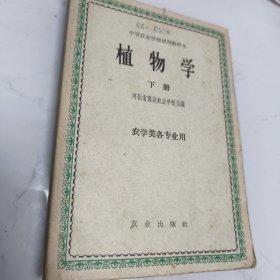 中等农业学校试用教科书
植物学
下册
河北省保定农业学校主编
农学类各专业用
农业出版社